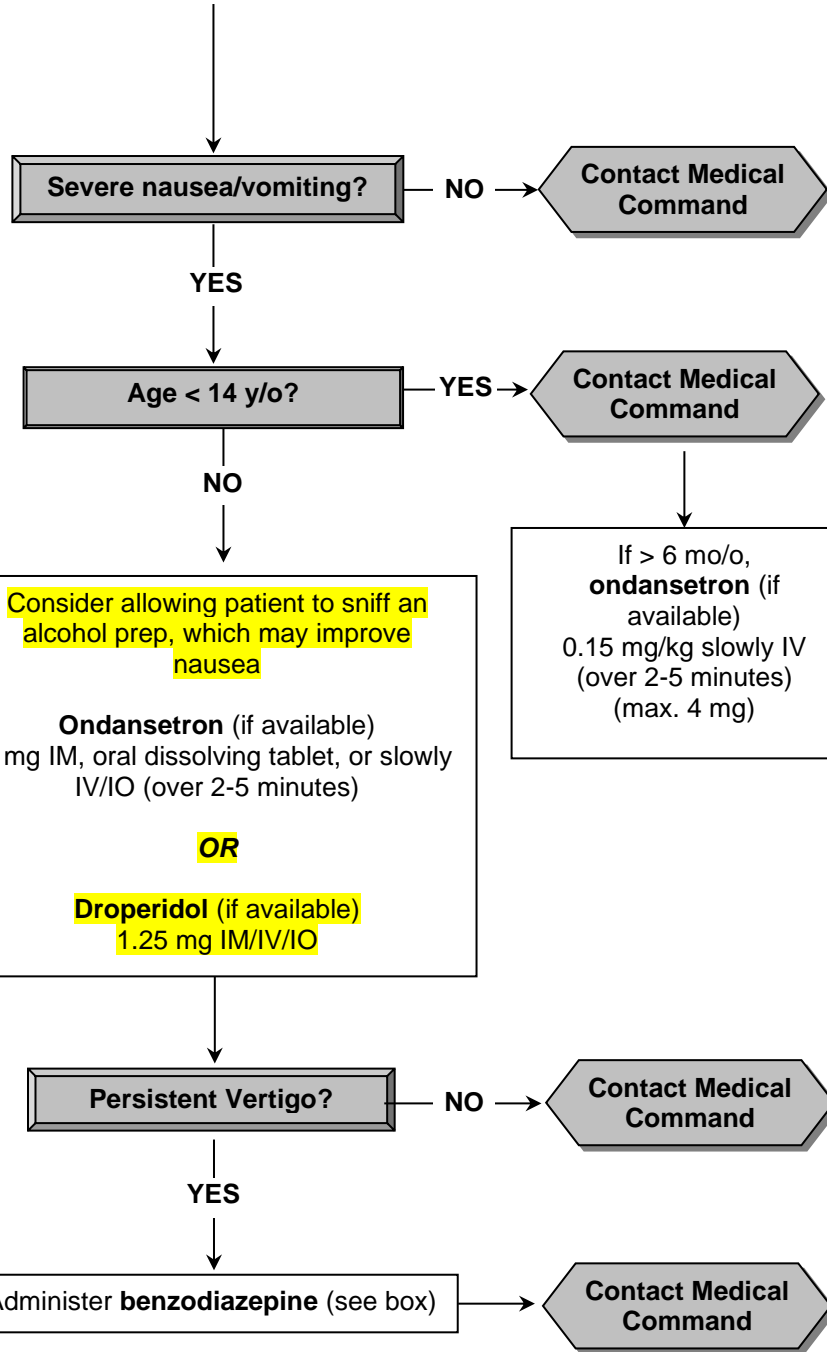 Severe nausea/vomiting?
NO
Contact Medical
Command
YES
Age < 14 y/o?
YES
Contact Medical
Command
NO
If > 6 mo/o,
ondansetron (if
available)
0.15 mg/kg slowly IV
(over 2-5 minutes)
(max. 4 mg)
Consider allowing patient to sniff an
alcohol prep, which may improve
nausea
Ondansetron (if available)
mg IM, oral dissolving tablet, or slowly
IV/IO (over 2-5 minutes)
OR
Droperidol (if available)
1.25 mg IM/IV/IO
Persistent Vertigo?
NO
Contact Medical
Command
YES
Administer benzodiazepine (see box)
Contact Medical
Command